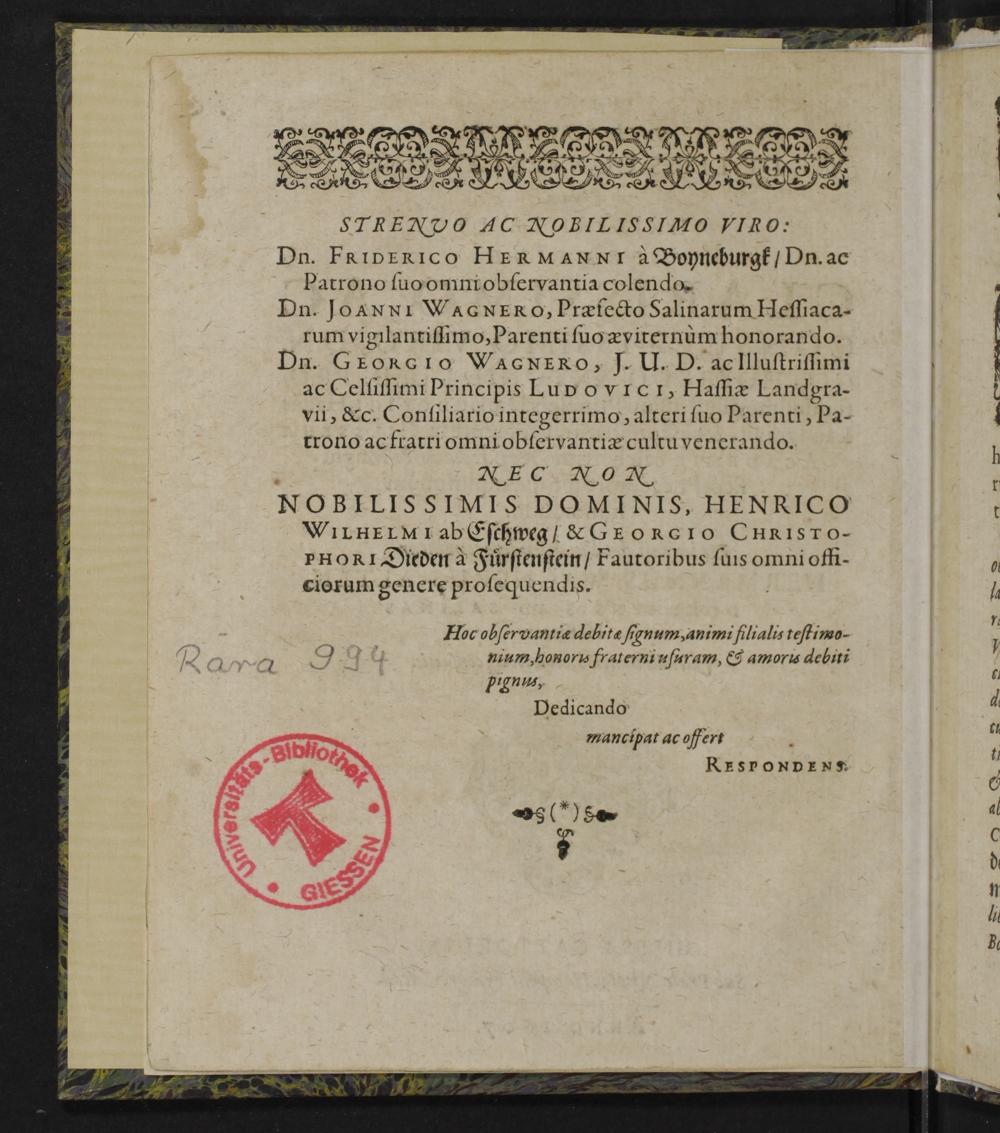 STRENVO AC NOBILISSIMO VIRO:
Dn. FRIDERICO HERMANNI à Boyneburgk / Dn. ac
Patrono ſuo omni obſervantia colendo.
Dn. JOANNI WAGNERO, Præfecto Salinarum Heſſiaca-
rum vigilantiſſimo, Parenti ſuo æviternùm honorando.
Dn. GEORGIO WAGNERO, J. U. D. ac Illuſtriſſimi
ac Celſiſſimi Principis LUDOVICI, Haſſiæ Landgra-
vii, &c. Conſiliario integerrimo, alteri ſuo Parenti, Pa-
trono ac fratri omni obſervantiæ cultu venerando.
NEC NON
NOBILISSIMIS DOMINIS, HENRICO
WILHELMI ab Eſchweg / & GEORGIO CHRISTO-
PHORI Dieden à Fürſtenſtein / Fautoribus ſuis omni offi-
ciorum genere proſequendis.
Hoc obſervantiæ debitæ ſignum, animi filialis teſtimo-
nium, honoris fraterni uſuram, & amoris debiti
pignus,
Dedicando
mancipat ac offert
RESPONDENS.
§(*)§
Rara 994
Universitäts-Bibliothek
GIESSEN